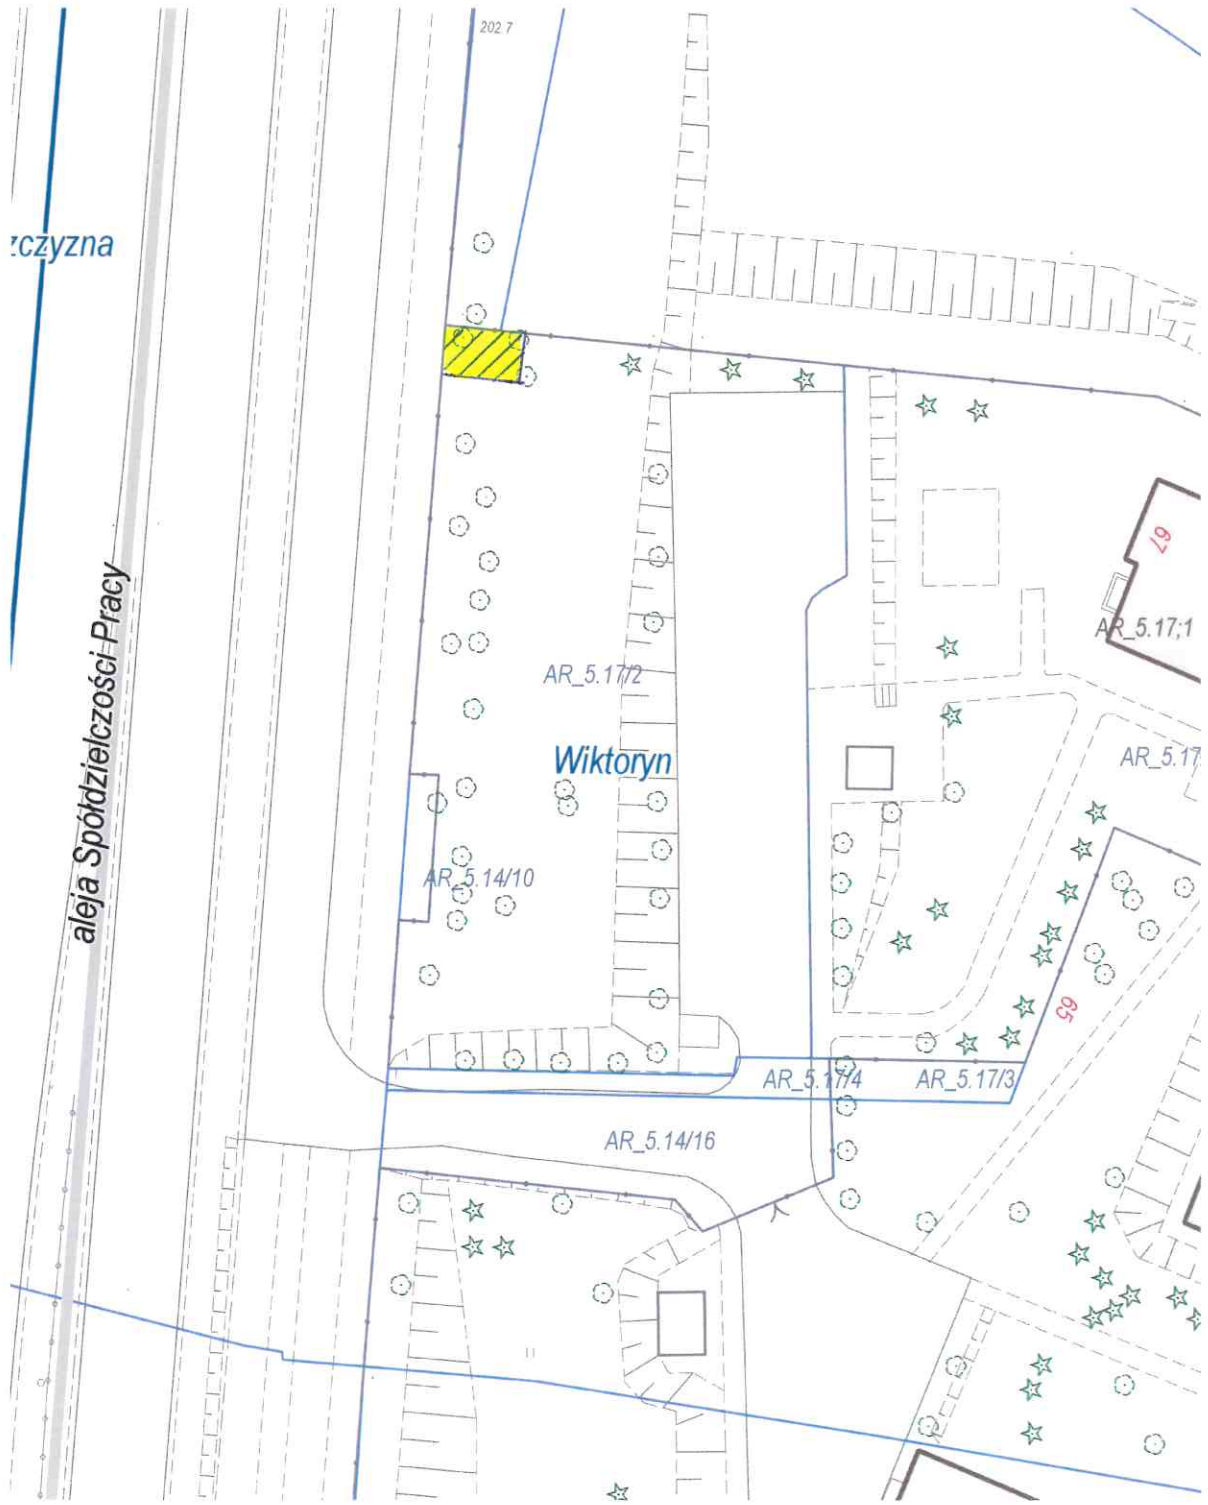 202.7
zczyzna
67
AR_5.17;1
aleja Spółdzielczości Pracy
AR_5.17/2
Wiktoryn
AR_5.17
AR_5.14/10
65
AR_5.17/4
AR_5.17/3
AR_5.14/16